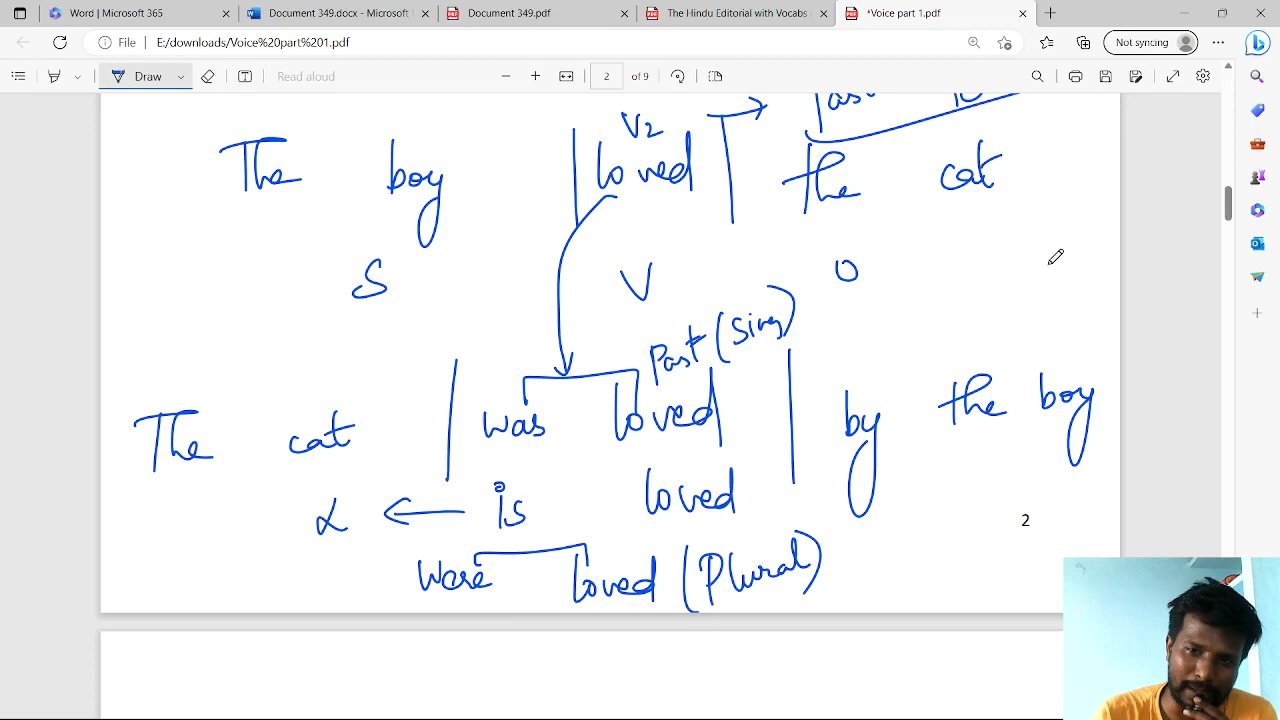 Word | Microsoft 365
Document 349.docx - Microsoft
Document 349.pdf
The Hindu Editorial with Vocabs
*Voice part 1.pdf
File
E:/downloads/Voice%20part%201.pdf
Not syncing
Draw
Read aloud
2
of 9
V2
The boy loved the cat
S V O
Past (Sing)
The cat was loved by the boy
is loved
2
were loved (Plural)